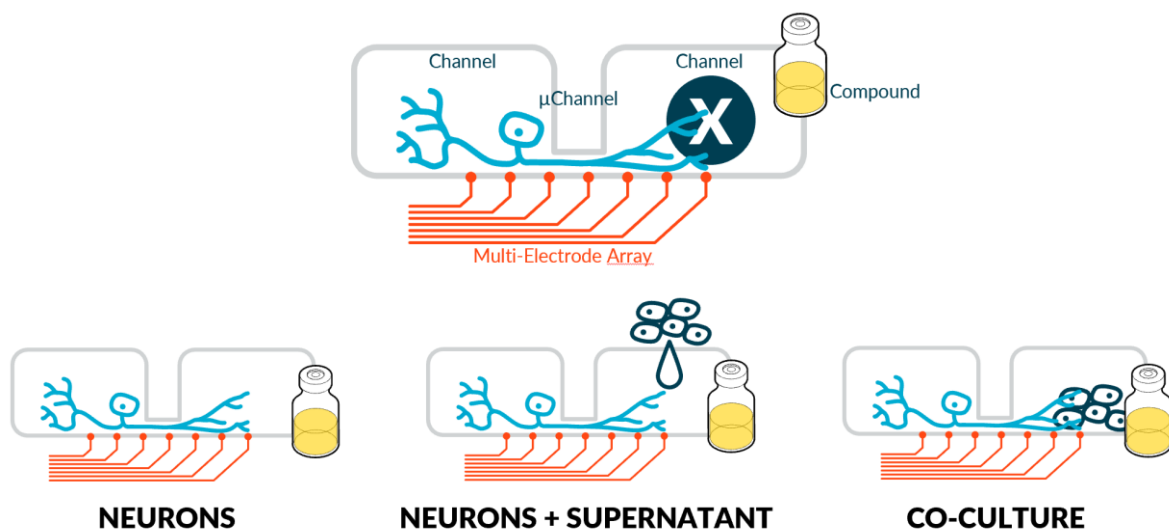 Channel
Channel
μChannel
X
Compound
Multi-Electrode Array
NEURONS
NEURONS + SUPERNATANT
CO-CULTURE